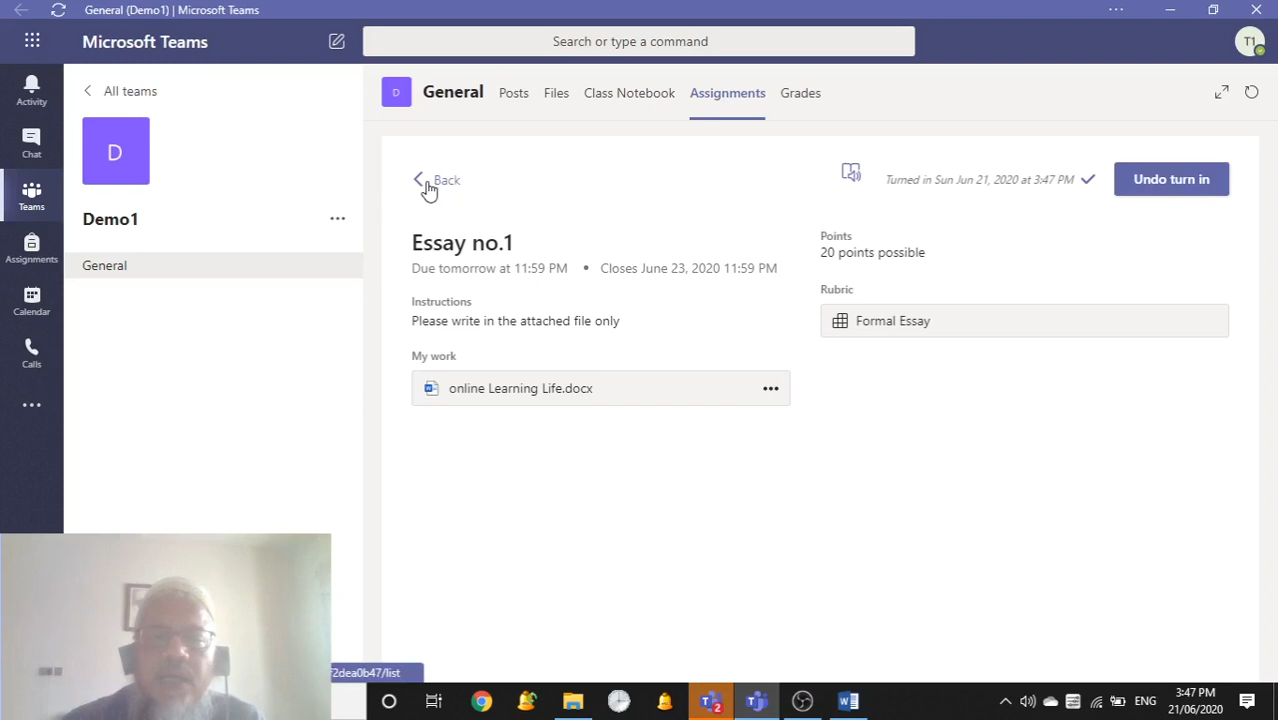 General (Demo1) | Microsoft Teams
Microsoft Teams
Search or type a command
T1
Activity
Chat
Teams
Assignments
Calendar
Calls
All teams
D
Demo1
General
D
General
Posts
Files
Class Notebook
Assignments
Grades
Back
Turned in Sun Jun 21, 2020 at 3:47 PM
Undo turn in
Essay no.1
Due tomorrow at 11:59 PM • Closes June 23, 2020 11:59 PM
Instructions
Please write in the attached file only
My work
online Learning Life.docx
Points
20 points possible
Rubric
Formal Essay
f2dea0b47/list
2
ENG
3:47 PM
21/06/2020